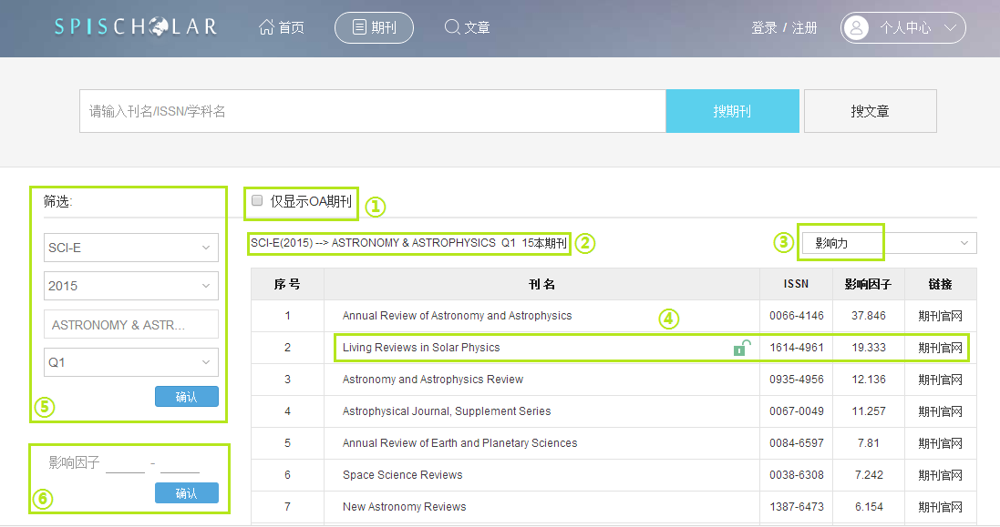 SPISCHOLAR 首页 期刊 文章 登录 / 注册 个人中心
请输入刊名/ISSN/学科名 搜期刊 搜文章
筛选:
SCI-E
2015
ASTRONOMY & ASTR...
Q1
确认
⑤
影响因子 _____ - _____
确认
⑥
仅显示OA期刊 ①
SCI-E(2015) --> ASTRONOMY & ASTROPHYSICS Q1 15本期刊 ②
③ 影响力
序号 刊名 ISSN 影响因子 链接
1 Annual Review of Astronomy and Astrophysics 0066-4146 37.846 期刊官网
④
2 Living Reviews in Solar Physics 1614-4961 19.333 期刊官网
3 Astronomy and Astrophysics Review 0935-4956 12.136 期刊官网
4 Astrophysical Journal, Supplement Series 0067-0049 11.257 期刊官网
5 Annual Review of Earth and Planetary Sciences 0084-6597 7.81 期刊官网
6 Space Science Reviews 0038-6308 7.242 期刊官网
7 New Astronomy Reviews 1387-6473 6.154 期刊官网